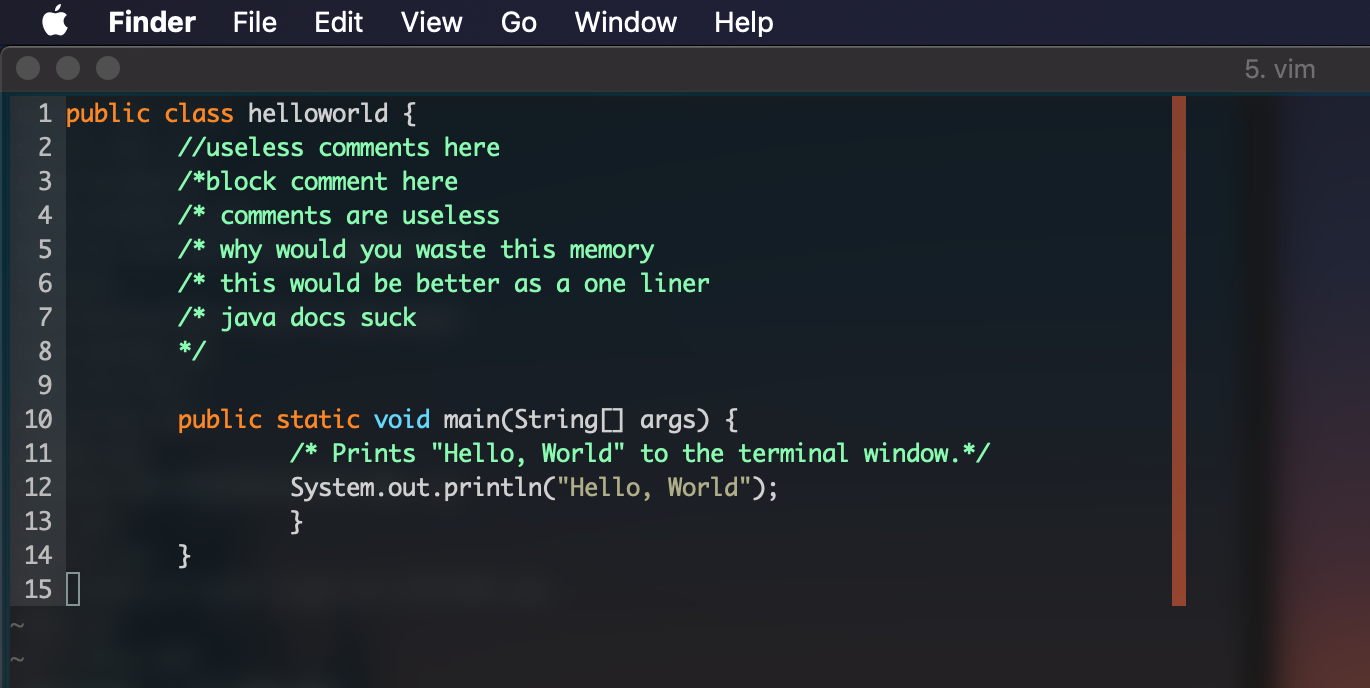 Finder File Edit View Go Window Help
5. vim
1 public class helloworld {
2 //useless comments here
3 /*block comment here
4 /* comments are useless
5 /* why would you waste this memory
6 /* this would be better as a one liner
7 /* java docs suck
8 */
9
10 public static void main(String[] args) {
11 /* Prints "Hello, World" to the terminal window.*/
12 System.out.println("Hello, World");
13 }
14 }
15
~
~